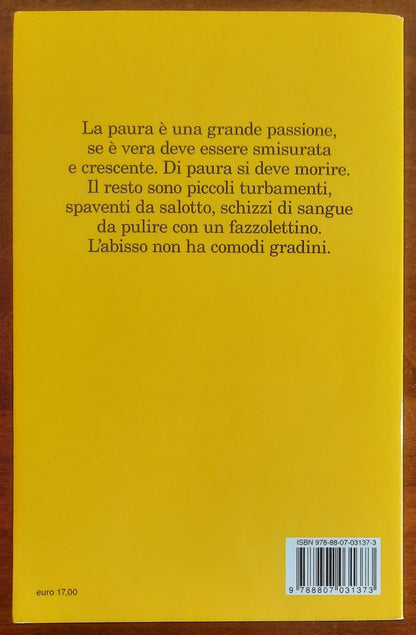 La paura è una grande passione,
se è vera deve essere smisurata
e crescente. Di paura si deve morire.
Il resto sono piccoli turbamenti,
spaventi da salotto, schizzi di sangue
da pulire con un fazzolettino.
L'abisso non ha comodi gradini.
ISBN 978-88-07-03137-3
9 788807 031373
euro 17,00